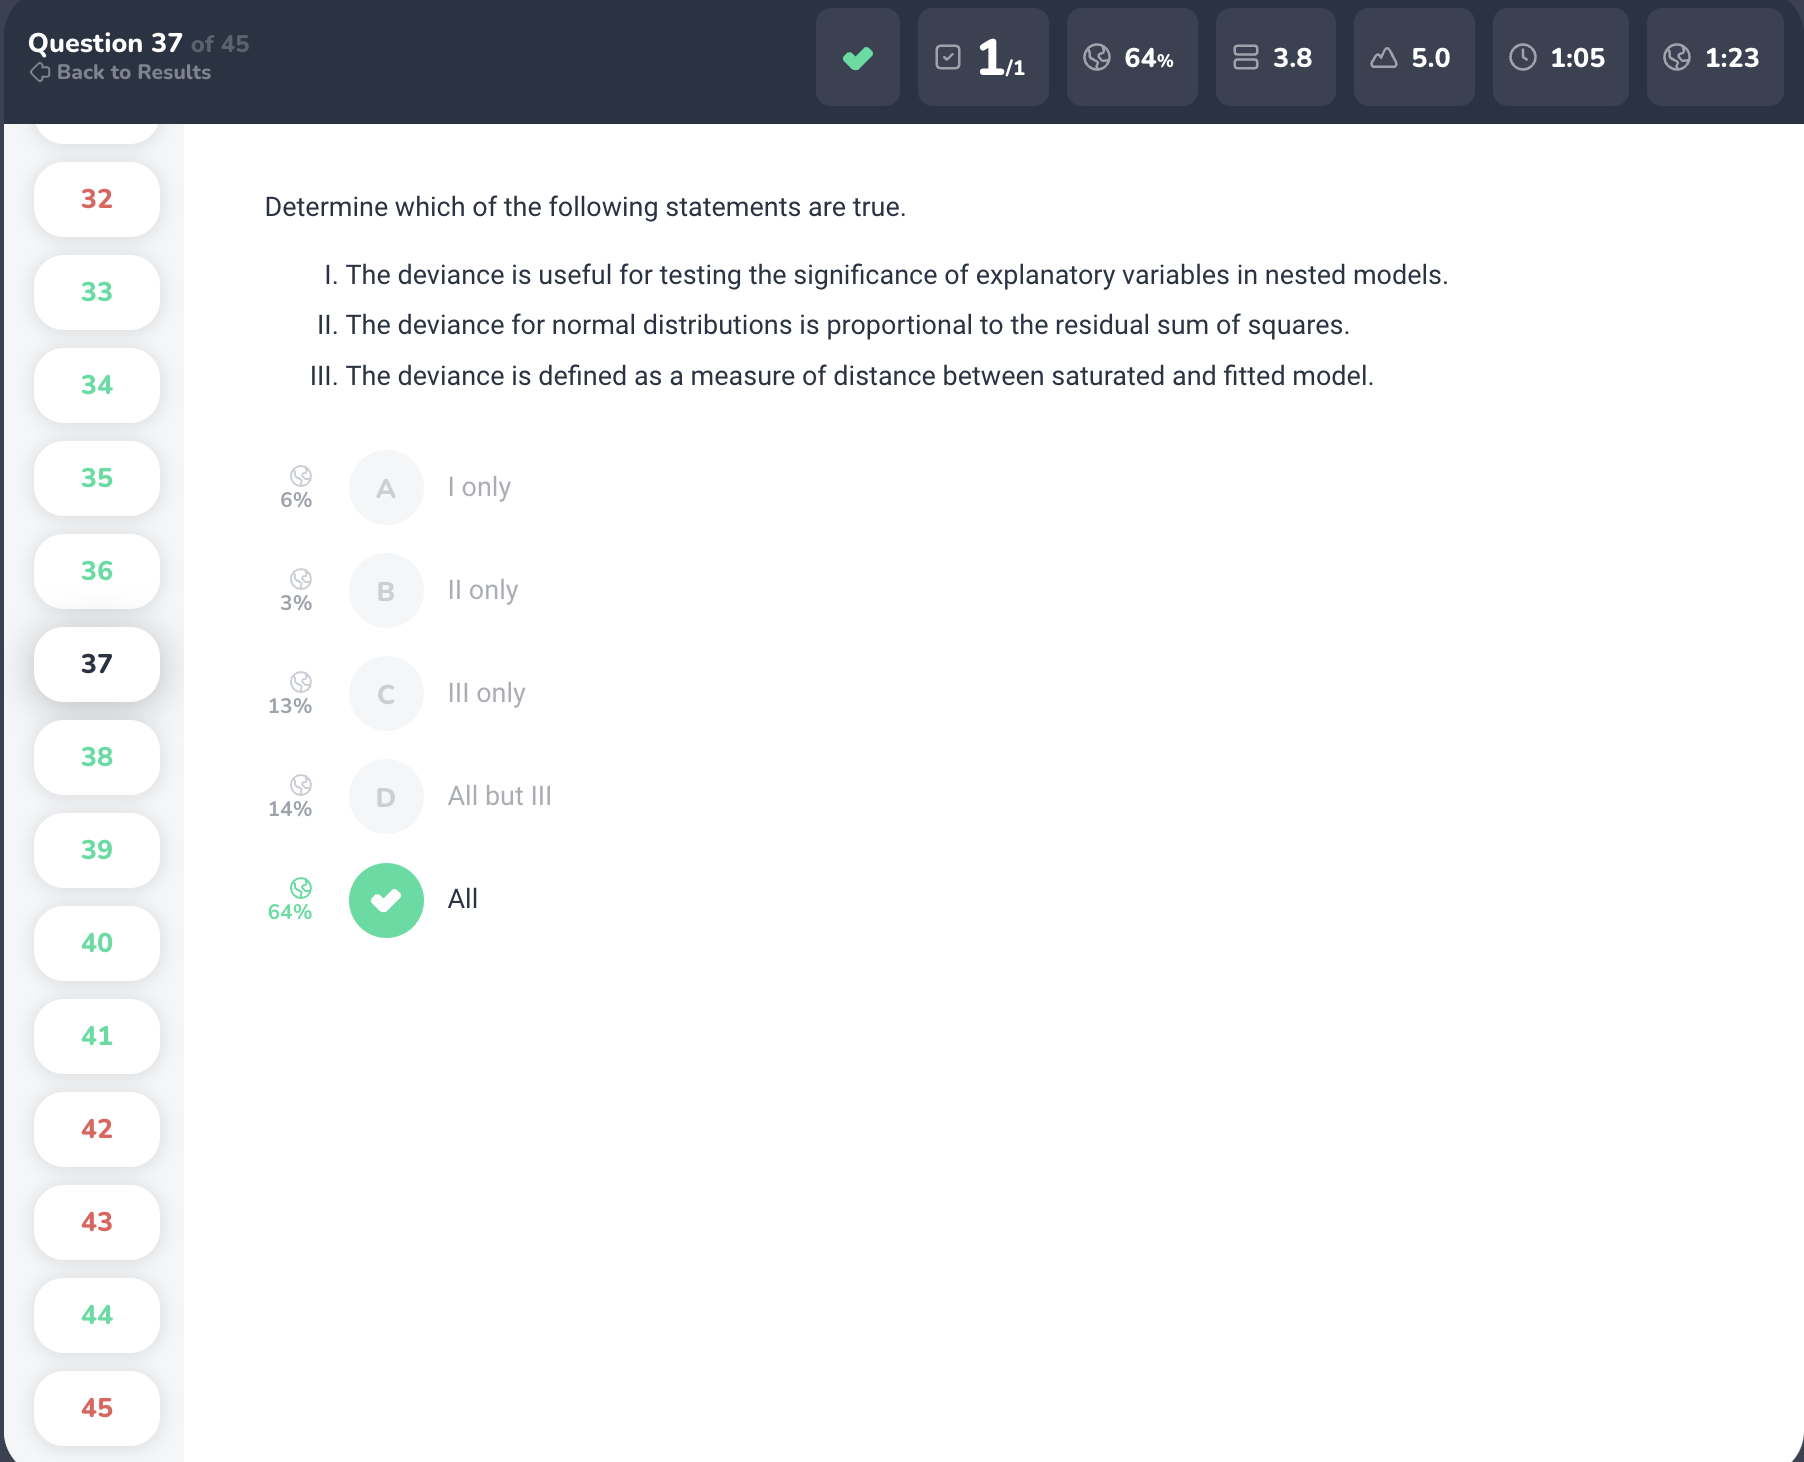 Question 37 of 45
Back to Results
1/1
64%
3.8
5.0
1:05
1:23
32
33
34
35
36
37
38
39
40
41
42
43
44
45
Determine which of the following statements are true.
I. The deviance is useful for testing the significance of explanatory variables in nested models.
II. The deviance for normal distributions is proportional to the residual sum of squares.
III. The deviance is defined as a measure of distance between saturated and fitted model.
6% A I only
3% B II only
13% C III only
14% D All but III
64% All